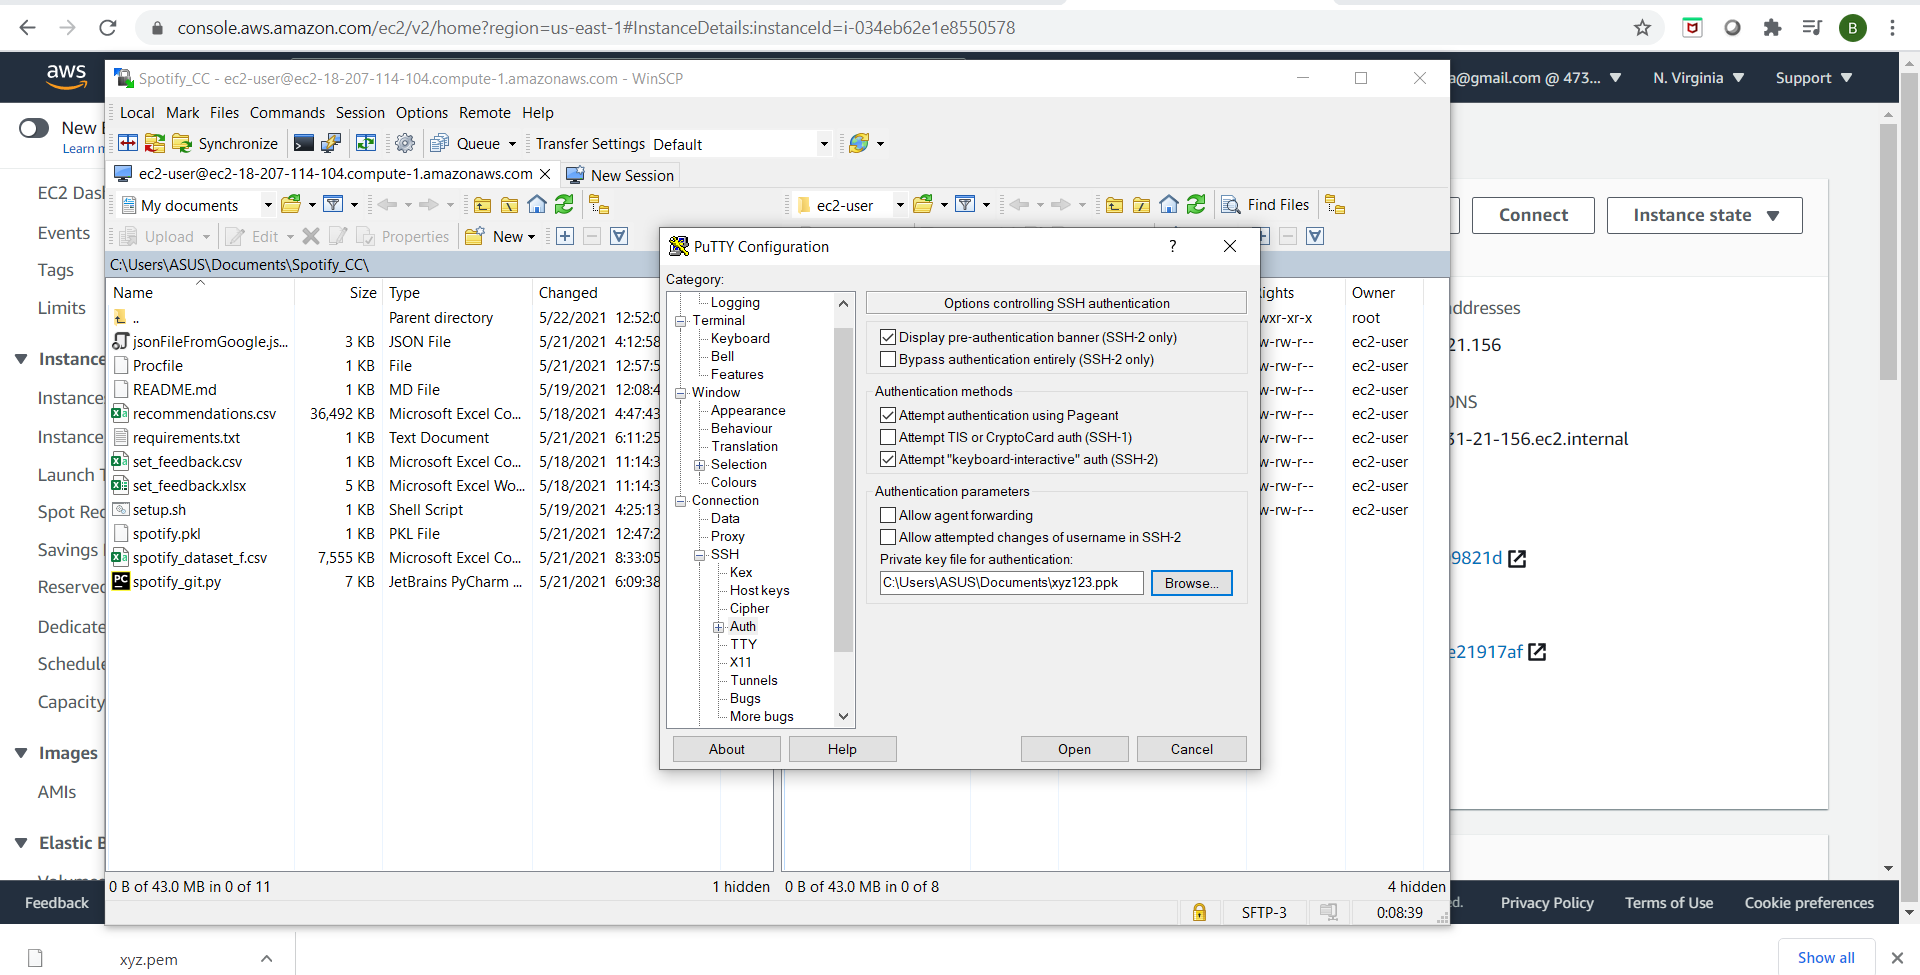 console.aws.amazon.com/ec2/v2/home?region=us-east-1#InstanceDetails:instanceId=i-034eb62e1e8550578
B
aws
a@gmail.com @ 473...
N. Virginia
Support
Spotify_CC - ec2-user@ec2-18-207-114-104.compute-1.amazonaws.com - WinSCP
Local Mark Files Commands Session Options Remote Help
Synchronize
Queue
Transfer Settings Default
ec2-user@ec2-18-207-114-104.compute-1.amazonaws.com
New Session
My documents
ec2-user
Find Files
Upload
Edit
Properties
New
C:\Users\ASUS\Documents\Spotify_CC\
Name Size Type Changed
.. Parent directory 5/22/2021 12:52:0
jsonFileFromGoogle.js... 3 KB JSON File 5/21/2021 4:12:58
Procfile 1 KB File 5/21/2021 12:57:5
README.md 1 KB MD File 5/19/2021 12:08:4
recommendations.csv 36,492 KB Microsoft Excel Co... 5/18/2021 4:47:43
requirements.txt 1 KB Text Document 5/21/2021 6:11:25
set_feedback.csv 1 KB Microsoft Excel Co... 5/18/2021 11:14:3
set_feedback.xlsx 5 KB Microsoft Excel Wo... 5/18/2021 11:14:3
setup.sh 1 KB Shell Script 5/19/2021 4:25:13
spotify.pkl 1 KB PKL File 5/21/2021 12:47:2
spotify_dataset_f.csv 7,555 KB Microsoft Excel Co... 5/21/2021 8:33:05
PC spotify_git.py 7 KB JetBrains PyCharm ... 5/21/2021 6:09:38
0 B of 43.0 MB in 0 of 11
1 hidden
ights Owner
wxr-xr-x root
w-rw-r-- ec2-user
w-rw-r-- ec2-user
w-rw-r-- ec2-user
w-rw-r-- ec2-user
w-rw-r-- ec2-user
w-rw-r-- ec2-user
w-rw-r-- ec2-user
w-rw-r-- ec2-user
0 B of 43.0 MB in 0 of 8
4 hidden
SFTP-3
0:08:39
PuTTY Configuration
?
Category:
Logging
Terminal
Keyboard
Bell
Features
Window
Appearance
Behaviour
Translation
Selection
Colours
Connection
Data
Proxy
SSH
Kex
Host keys
Cipher
Auth
TTY
X11
Tunnels
Bugs
More bugs
Options controlling SSH authentication
Display pre-authentication banner (SSH-2 only)
Bypass authentication entirely (SSH-2 only)
Authentication methods
Attempt authentication using Pageant
Attempt TIS or CryptoCard auth (SSH-1)
Attempt "keyboard-interactive" auth (SSH-2)
Authentication parameters
Allow agent forwarding
Allow attempted changes of username in SSH-2
Private key file for authentication:
C:\Users\ASUS\Documents\xyz123.ppk
Browse...
About
Help
Open
Cancel
New E
Learn m
EC2 Das
Events
Tags
Limits
Instance
Instance
Instance
Launch T
Spot Rec
Savings
Reserve
Dedicate
Schedule
Capacity
Images
AMIs
Elastic B
Connect
Instance state
ddresses
21.156
ONS
31-21-156.ec2.internal
9821d
e21917af
Feedback
ed.
Privacy Policy
Terms of Use
Cookie preferences
xyz.pem
Show all